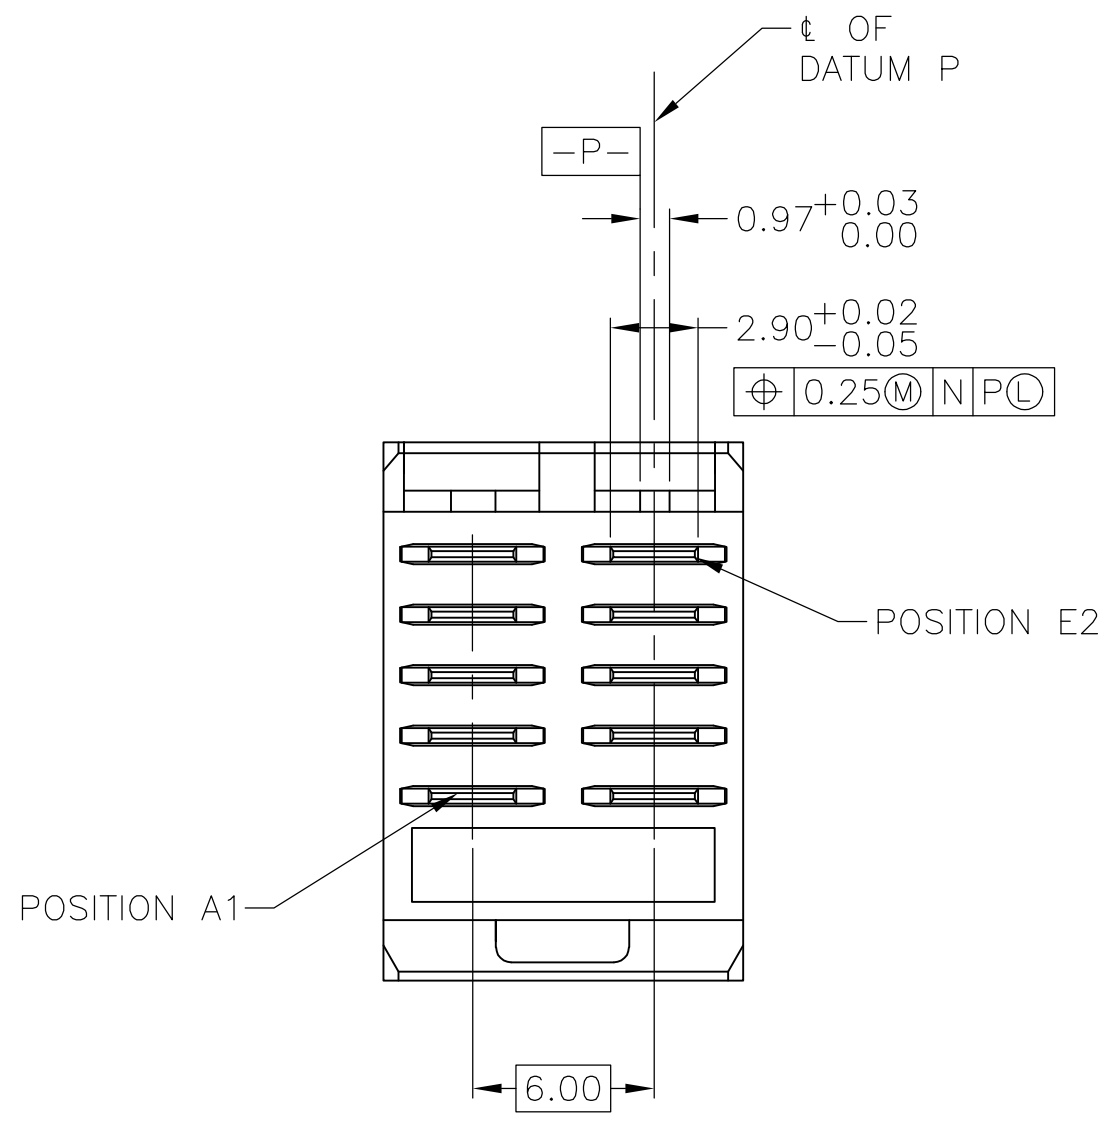 ℄ OF
DATUM P
-P-
0.97 +0.03
0.00
2.90 +0.02
-0.05
⌖ 0.25Ⓜ N PⓁ
POSITION E2
POSITION A1
6.00